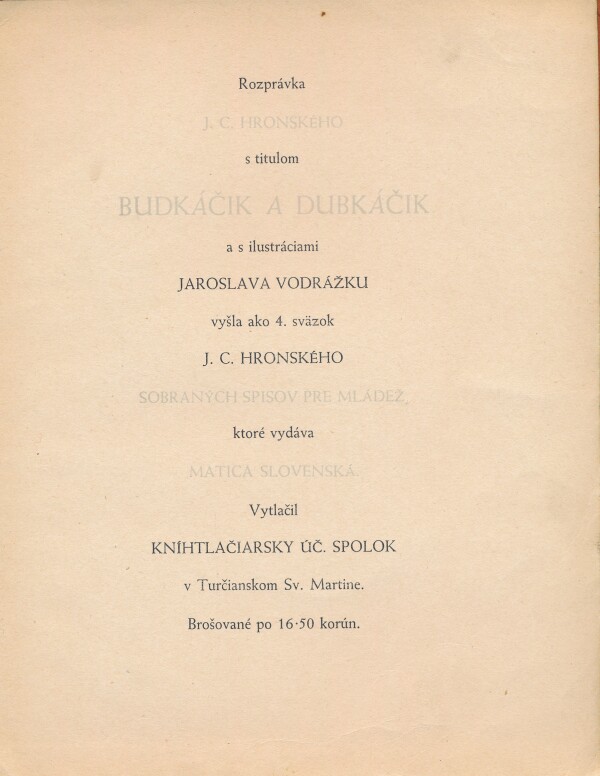 Rozprávka
J. C. HRONSKÉHO
s titulom
BUDKÁČIK A DUBKÁČIK
a s ilustráciami
JAROSLAVA VODRÁŽKU
vyšla ako 4. sväzok
J. C. HRONSKÉHO
SOBRANÝCH SPISOV PRE MLÁDEŽ,
ktoré vydáva
MATICA SLOVENSKÁ.
Vytlačil
KNÍHTLAČIARSKY ÚČ. SPOLOK
v Turčianskom Sv. Martine.
Brošované po 16·50 korún.